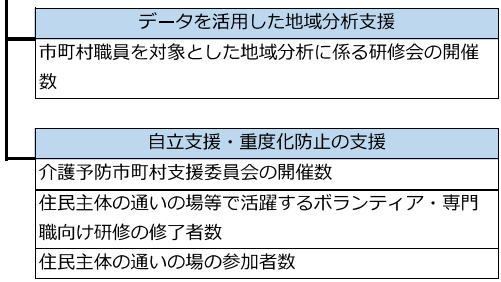 データを活用した地域分析支援
市町村職員を対象とした地域分析に係る研修会の開催
数
自立支援・重度化防止の支援
介護予防市町村支援委員会の開催数
住民主体の通いの場等で活躍するボランティア・専門
職向け研修の修了者数
住民主体の通いの場の参加者数